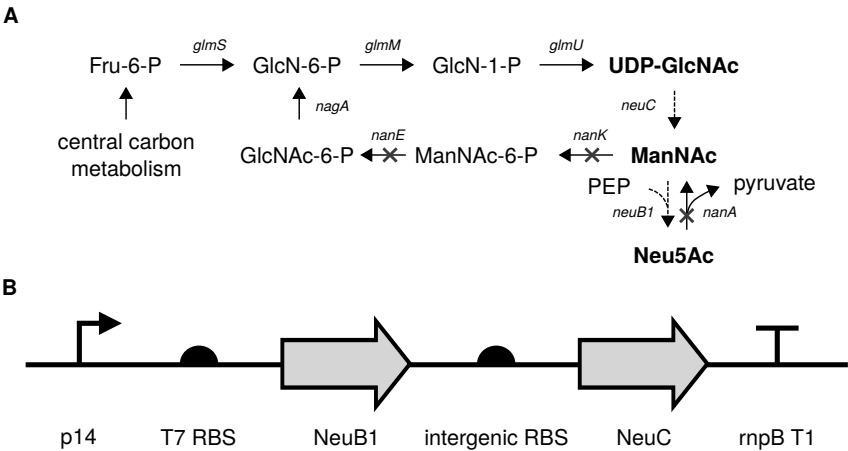 A
glmS glmM glmU
Fru-6-P GlcN-6-P GlcN-1-P UDP-GlcNAc
nagA neuC
central carbon
metabolism
nanE nanK
GlcNAc-6-P ManNAc-6-P ManNAc
PEP pyruvate
neuB1 nanA
Neu5Ac
B
p14 T7 RBS NeuB1 intergenic RBS NeuC rnpB T1